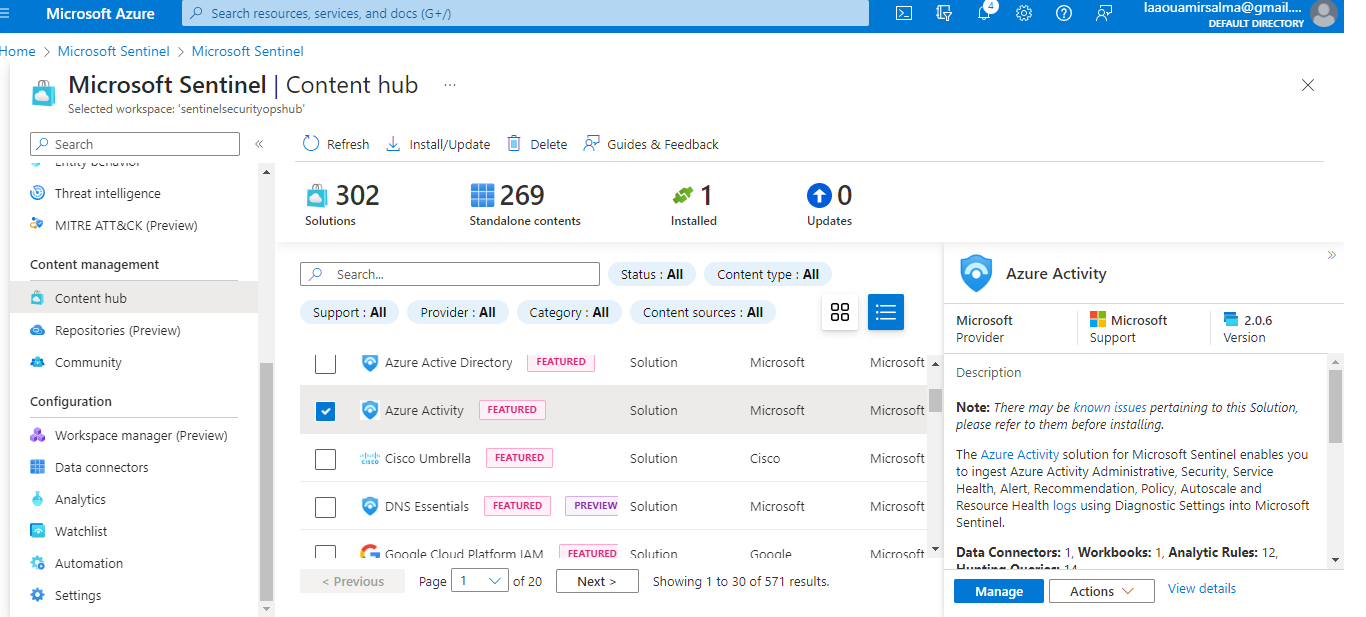 Microsoft Azure
Search resources, services, and docs (G+/)
4
laaouamirsalma@gmail....
DEFAULT DIRECTORY
Home > Microsoft Sentinel > Microsoft Sentinel
Microsoft Sentinel | Content hub ...
Selected workspace: 'sentinelsecurityopshub'
Search «
Refresh Install/Update Delete Guides & Feedback
Entity behavior
Threat intelligence
MITRE ATT&CK (Preview)
Content management
Content hub
Repositories (Preview)
Community
Configuration
Workspace manager (Preview)
Data connectors
Analytics
Watchlist
Automation
Settings
302 269 1 0
Solutions Standalone contents Installed Updates
Search... Status : All Content type : All
Support : All Provider : All Category : All Content sources : All
Azure Active Directory FEATURED Solution Microsoft Microsoft
Azure Activity FEATURED Solution Microsoft Microsoft
cisco Cisco Umbrella FEATURED Solution Cisco Microsoft
DNS Essentials FEATURED PREVIEW Solution Microsoft Microsoft
Google Cloud Platform IAM FEATURED Solution Google Microsoft
< Previous Page 1 of 20 Next > Showing 1 to 30 of 571 results.
»
Azure Activity
Microsoft Microsoft 2.0.6
Provider Support Version
Description
Note: There may be known issues pertaining to this Solution,
please refer to them before installing.
The Azure Activity solution for Microsoft Sentinel enables you
to ingest Azure Activity Administrative, Security, Service
Health, Alert, Recommendation, Policy, Autoscale and
Resource Health logs using Diagnostic Settings into Microsoft
Sentinel.
Data Connectors: 1, Workbooks: 1, Analytic Rules: 12,
Hunting Queries: 14
Manage Actions View details